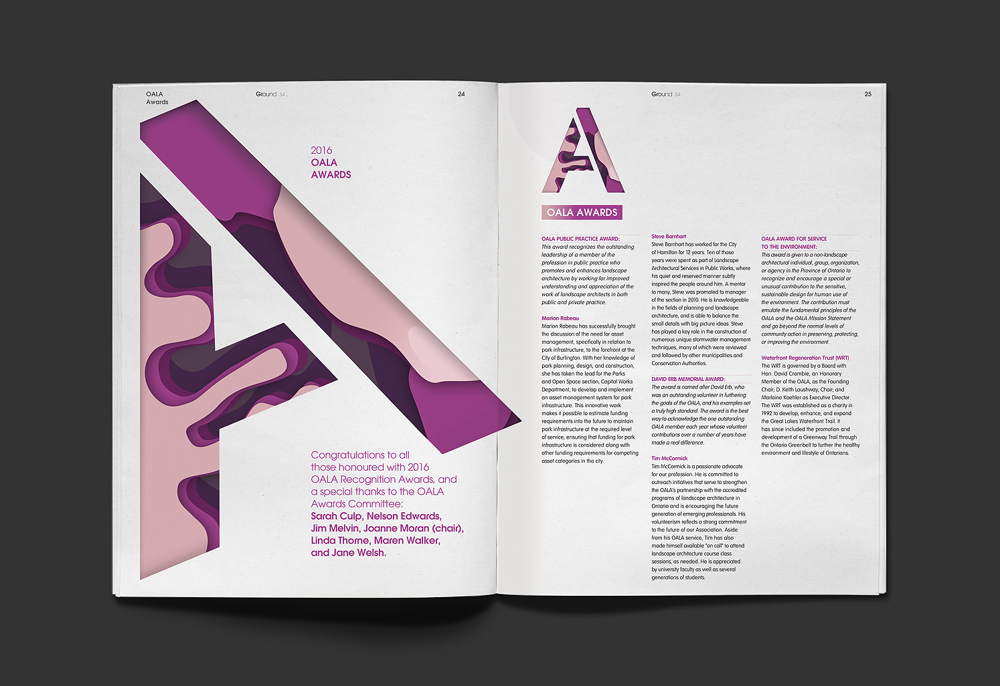 OALA
Awards
Ground 34
24
2016
OALA
AWARDS
Congratulations to all
those honoured with 2016
OALA Recognition Awards, and
a special thanks to the OALA
Awards Committee:
Sarah Culp, Nelson Edwards,
Jim Melvin, Joanne Moran (chair),
Linda Thorne, Maren Walker,
and Jane Welsh.
Ground 34
25
A
OALA AWARDS
OALA PUBLIC PRACTICE AWARD:
This award recognizes the outstanding
leadership of a member of the
profession in public practice who
promotes and enhances landscape
architecture by working for improved
understanding and appreciation of the
work of landscape architects in both
public and private practice.
Marion Rabeau
Marion Rabeau has successfully brought
the discussion of the need for asset
management, specifically in relation to
park infrastructure, to the forefront at the
City of Burlington. With her knowledge of
park planning, design, and construction,
she has taken the lead for the Parks
and Open Space section, Capital Works
Department, to develop and implement
an asset management system for park
infrastructure. This innovative work
makes it possible to estimate funding
requirements into the future to maintain
park infrastructure at the required level
of service, ensuring that funding for park
infrastructure is considered along with
other funding requirements for competing
asset categories in the city.
Steve Barnhart
Steve Barnhart has worked for the City
of Hamilton for 12 years. Ten of those
years were spent as part of Landscape
Architectural Services in Public Works, where
his quiet and reserved manner subtly
inspired the people around him. A mentor
to many, Steve was promoted to manager
of the section in 2010. He is knowledgeable
in the fields of planning and landscape
architecture, and is able to balance the
small details with big picture ideas. Steve
has played a key role in the construction of
numerous unique stormwater management
techniques, many of which were reviewed
and followed by other municipalities and
Conservation Authorities.
DAVID ERB MEMORIAL AWARD:
The award is named after David Erb, who
was an outstanding volunteer in furthering
the goals of the OALA, and his examples set
a truly high standard. The award is the best
way to acknowledge the one outstanding
OALA member each year whose volunteer
contributions over a number of years have
made a real difference.
Tim McCormick
Tim McCormick is a passionate advocate
for our profession. He is committed to
outreach initiatives that serve to strengthen
the OALA's partnership with the accredited
programs of landscape architecture in
Ontario and is encouraging the future
generation of emerging professionals. His
volunteerism reflects a strong commitment
to the future of our Association. Aside
from his OALA service, Tim has also
made himself available "on call" to attend
landscape architecture course class
sessions, as needed. He is appreciated
by university faculty as well as several
generations of students.
OALA AWARD FOR SERVICE
TO THE ENVIRONMENT:
This award is given to a non-landscape
architectural individual, group, organization,
or agency in the Province of Ontario to
recognize and encourage a special or
unusual contribution to the sensitive,
sustainable design for human use of
the environment. The contribution must
emulate the fundamental principles of the
OALA and the OALA Mission Statement
and go beyond the normal levels of
community action in preserving, protecting,
or improving the environment.
Waterfront Regeneration Trust (WRT)
The WRT is governed by a Board with
Hon. David Crombie, an Honorary
Member of the OALA, as the Founding
Chair; D. Keith Laushway, Chair; and
Marlaine Koehler as Executive Director.
The WRT was established as a charity in
1992 to develop, enhance, and expand
the Great Lakes Waterfront Trail. It
has since included the promotion and
development of a Greenway Trail through
the Ontario Greenbelt to further the healthy
environment and lifestyle of Ontarians.